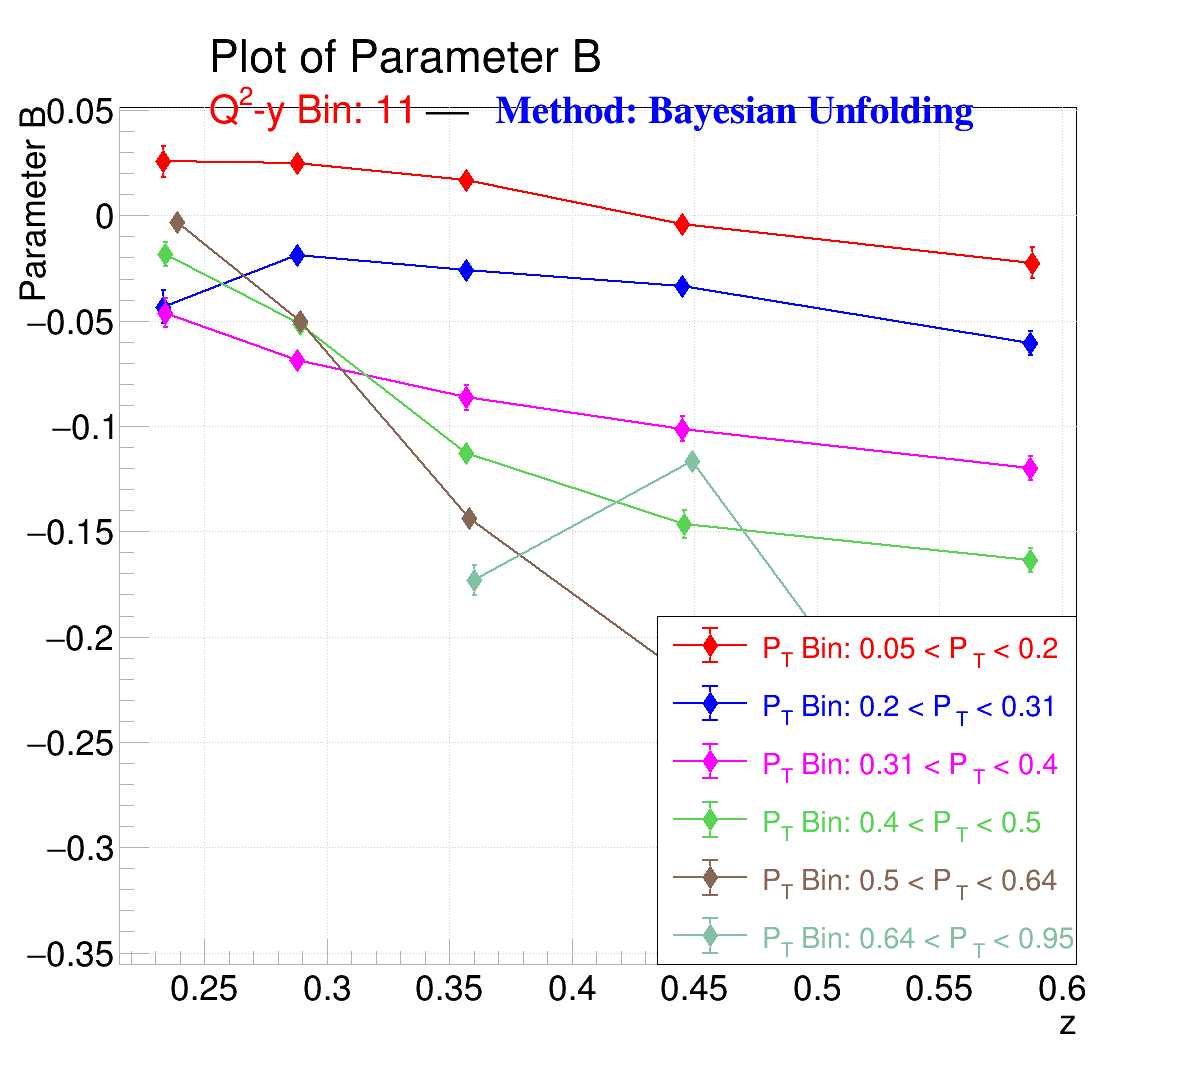 Plot of Parameter B
Q2-y Bin: 11 — Method: Bayesian Unfolding
Parameter B
0.05
0
−0.05
−0.1
−0.15
−0.2
−0.25
−0.3
−0.35
PT Bin: 0.05 < PT < 0.2
PT Bin: 0.2 < PT < 0.31
PT Bin: 0.31 < PT < 0.4
PT Bin: 0.4 < PT < 0.5
PT Bin: 0.5 < PT < 0.64
PT Bin: 0.64 < PT < 0.95
0.25 0.3 0.35 0.4 0.45 0.5 0.55 0.6
z